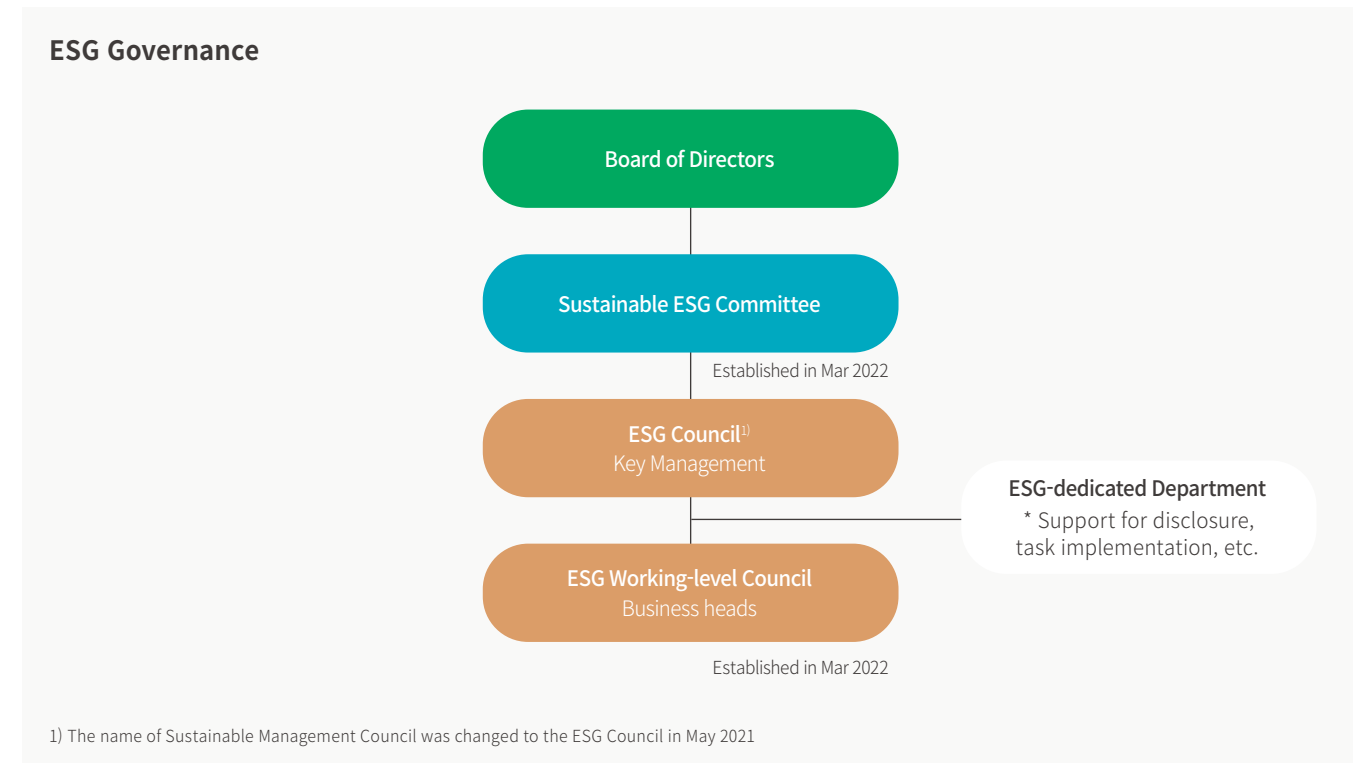 ESG Governance
Board of Directors
Sustainable ESG Committee
Established in Mar 2022
ESG Council1)
Key Management
ESG-dedicated Department
* Support for disclosure,
task implementation, etc.
ESG Working-level Council
Business heads
Established in Mar 2022
1) The name of Sustainable Management Council was changed to the ESG Council in May 2021